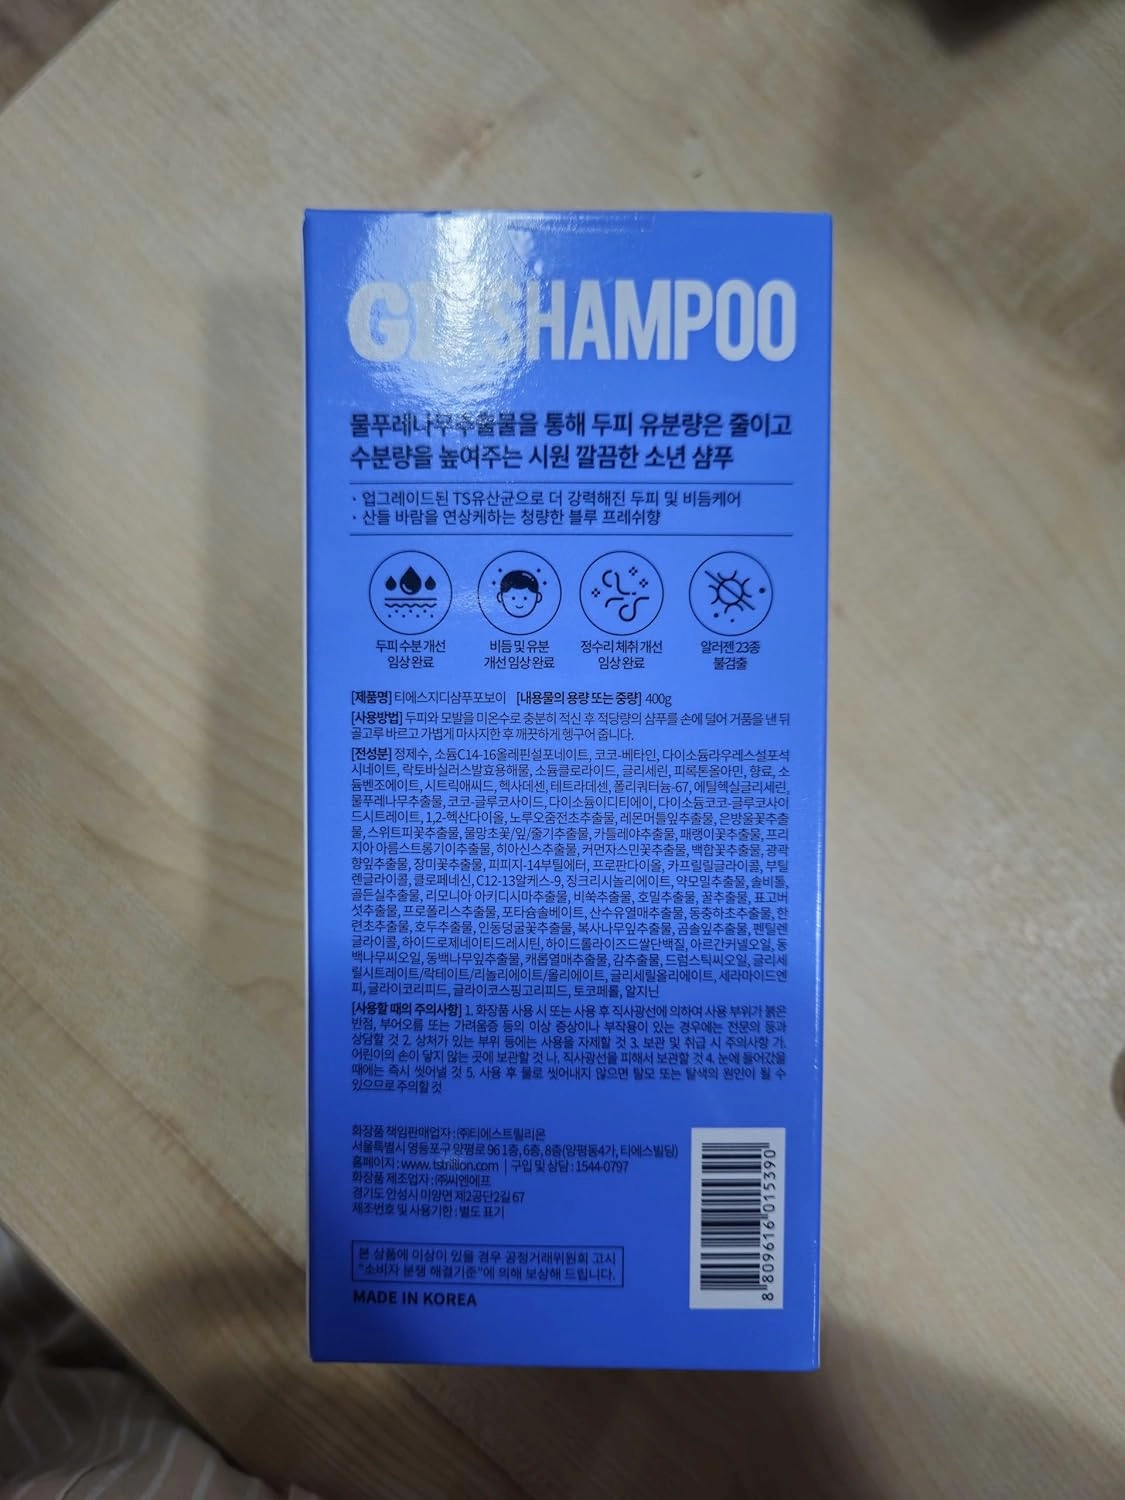 SHAMPOO
물푸레나무추출물을 통해 두피 유분량은 줄이고
수분량을 높여주는 시원 깔끔한 소년 샴푸
· 업그레이드된 TS유산균으로 더 강력해진 두피 및 비듬케어
· 산들 바람을 연상케하는 청량한 블루 프레쉬향
두피 수분 개선
임상 완료
비듬 및 유분
개선 임상 완료
정수리 체취 개선
임상 완료
알러젠 23종
불검출
[제품명] 티에스지디샴푸포보이 [내용물의 용량 또는 중량] 400g
[사용방법] 두피와 모발을 미온수로 충분히 적신 후 적당량의 샴푸를 손에 덜어 거품을 낸 뒤
골고루 바르고 가볍게 마사지한 후 깨끗하게 헹구어 줍니다.
[전성분] 정제수, 소듐C14-16올레핀설포네이트, 코코-베타인, 다이소듐라우레스설포석
시네이트, 락토바실러스발효용해물, 소듐클로라이드, 글리세린, 피록톤올아민, 향료, 소
듐벤조에이트, 시트릭애씨드, 헥사데센, 테트라데센, 폴리쿼터늄-67, 에틸헥실글리세린,
물푸레나무추출물, 코코-글루코사이드, 다이소듐이디티에이, 다이소듐코코-글루코사이
드시트레이트, 1,2-헥산다이올, 노루오줌전초추출물, 레몬머틀잎추출물, 은방울꽃추출
물, 스위트피꽃추출물, 물망초꽃/잎/줄기추출물, 카틀레야추출물, 패랭이꽃추출물, 프리
지아 아름스트롱기이추출물, 히아신스추출물, 커먼자스민꽃추출물, 백합꽃추출물, 광곽
향잎추출물, 장미꽃추출물, 피피지-14부틸에터, 프로판다이올, 카프릴릴글라이콜, 부틸
렌글라이콜, 클로페네신, C12-13알케스-9, 징크리시놀리에이트, 약모밀추출물, 솔비톨,
골든실추출물, 리모니아 아키디시마추출물, 비쑥추출물, 호밀추출물, 꿀추출물, 표고버
섯추출물, 프로폴리스추출물, 포타슘솔베이트, 산수유열매추출물, 동충하초추출물, 한
련초추출물, 호두추출물, 인동덩굴꽃추출물, 복사나무잎추출물, 곰솔잎추출물, 펜틸렌
글라이콜, 하이드로제네이티드레시틴, 하이드롤라이즈드쌀단백질, 아르간커넬오일, 동
백나무씨오일, 동백나무잎추출물, 캐롭열매추출물, 감추출물, 드럼스틱씨오일, 글리세
릴시트레이트/락테이트/리놀리에이트/올리에이트, 글리세릴올리에이트, 세라마이드엔
피, 글라이코리피드, 글라이코스핑고리피드, 토코페롤, 알지닌
[사용할 때의 주의사항] 1. 화장품 사용 시 또는 사용 후 직사광선에 의하여 사용 부위가 붉은
반점, 부어오름 또는 가려움증 등의 이상 증상이나 부작용이 있는 경우에는 전문의 등과
상담할 것 2. 상처가 있는 부위 등에는 사용을 자제할 것 3. 보관 및 취급 시 주의사항 가.
어린이의 손이 닿지 않는 곳에 보관할 것 나. 직사광선을 피해서 보관할 것 4. 눈에 들어갔을
때에는 즉시 씻어낼 것 5. 사용 후 물로 씻어내지 않으면 탈모 또는 탈색의 원인이 될 수
있으므로 주의할 것
화장품 책임판매업자 : ㈜티에스트릴리온
서울특별시 영등포구 양평로 96 1층, 6층, 8층(양평동4가, 티에스빌딩)
홈페이지 : www. tstrillion.com | 구입 및 상담 : 1544-0797
화장품 제조업자 : ㈜씨엔에프
경기도 안성시 미양면 제2공단2길 67
제조번호 및 사용기한 : 별도 표기
본 상품에 이상이 있을 경우 공정거래위원회 고시
"소비자 분쟁 해결기준"에 의해 보상해 드립니다.
MADE IN KOREA
8 809616 015390